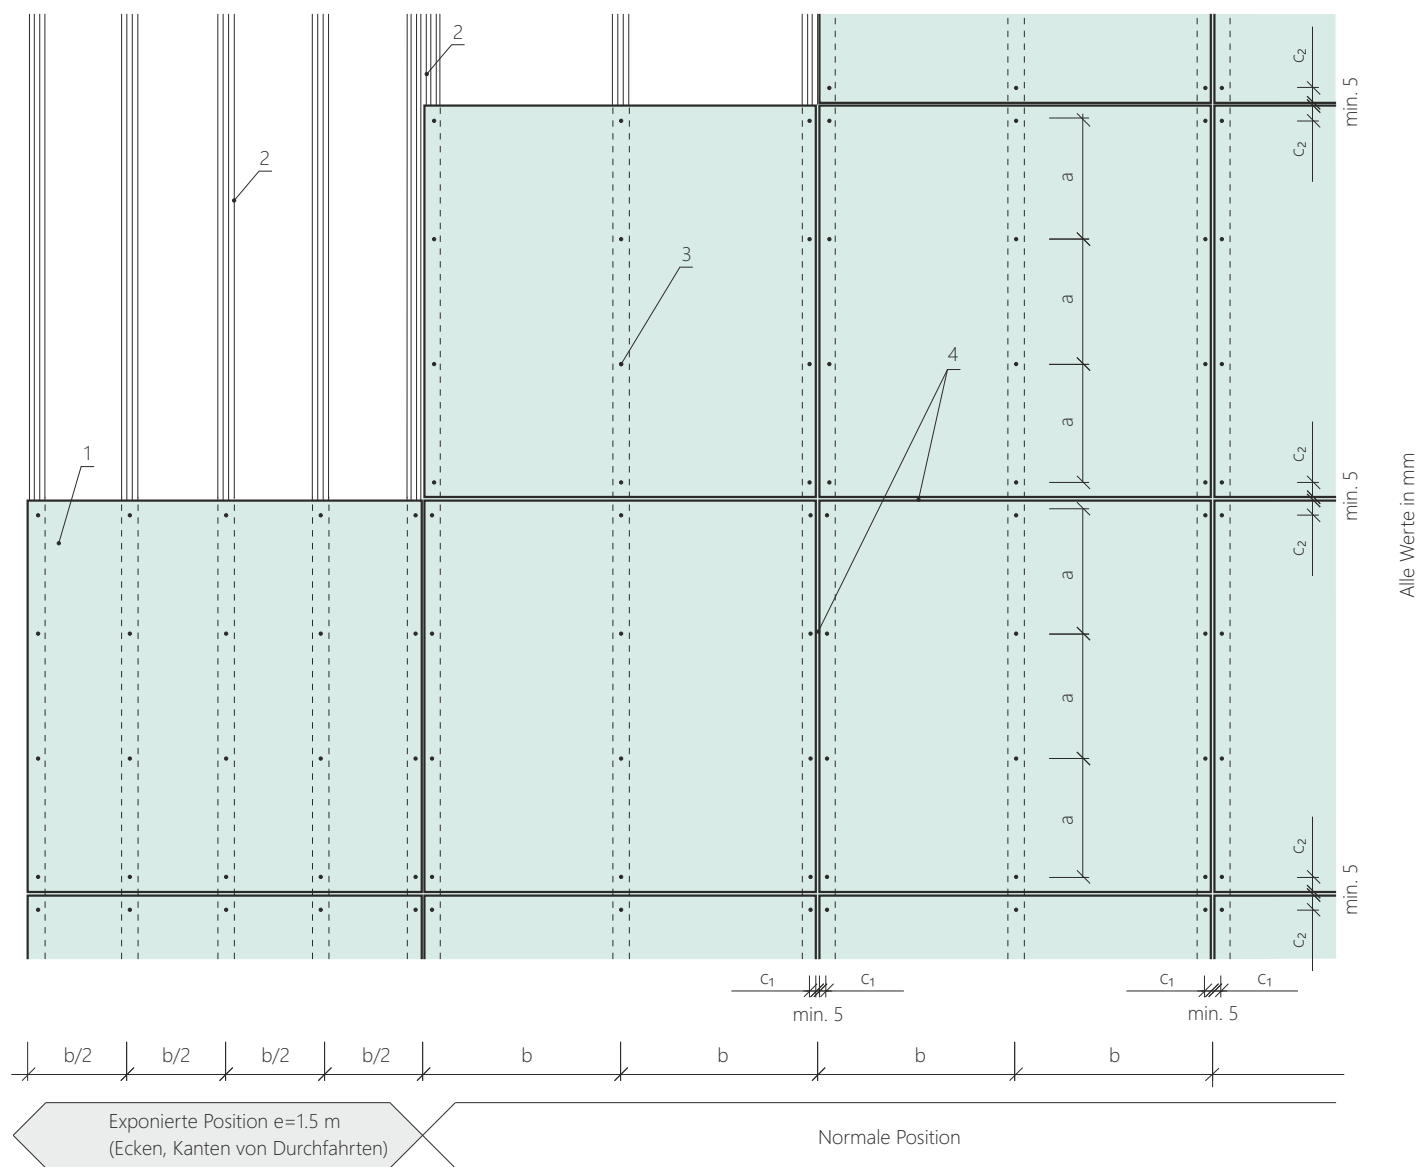 2
2
3
4
1
a
a
a
a
a
a
c₂
c₂
c₂
c₂
c₂
c₂
min. 5
min. 5
min. 5
Alle Werte in mm
c₁
c₁
c₁
c₁
min. 5
min. 5
b/2
b/2
b/2
b/2
b
b
b
b
Exponierte Position e=1.5 m
(Ecken, Kanten von Durchfahrten)
Normale Position